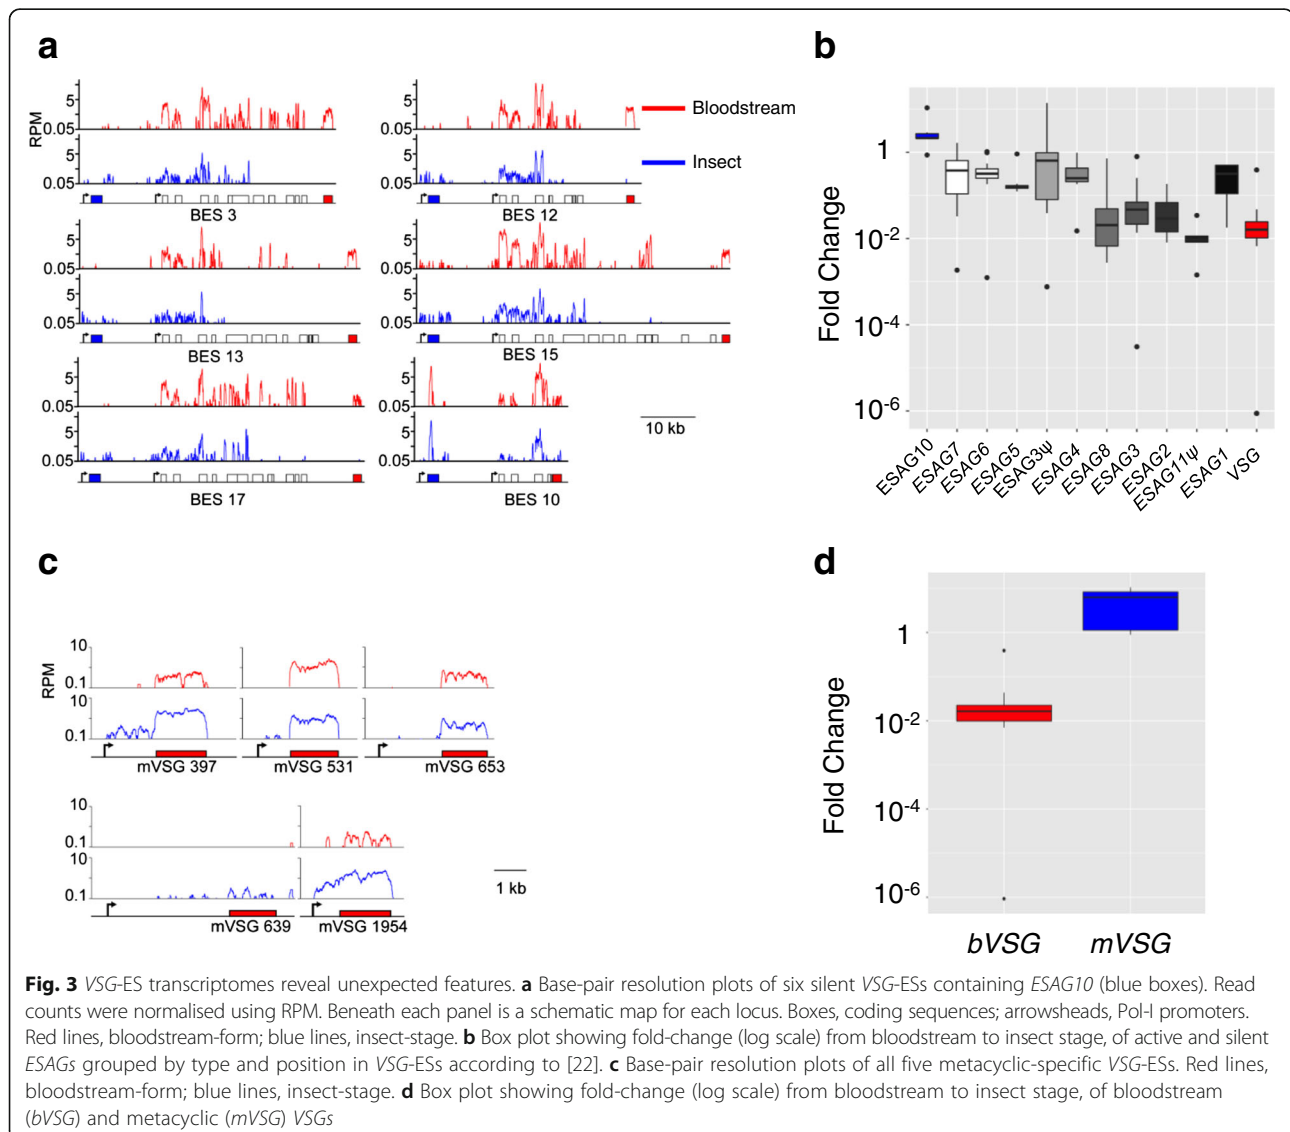 a
RPM
5
0.05
5
0.05
BES 3
5
0.05
5
0.05
BES 12
Bloodstream
Insect
5
0.05
5
0.05
BES 13
5
0.05
5
0.05
BES 15
5
0.05
5
0.05
BES 17
5
0.05
5
0.05
BES 10
10 kb
b
Fold Change
1
10-2
10-4
10-6
ESAG10
ESAG7
ESAG6
ESAG5
ESAG3ψ
ESAG4
ESAG8
ESAG3
ESAG2
ESAG11ψ
ESAG1
VSG
c
RPM
10
0.1
10
0.1
mVSG 397
mVSG 531
mVSG 653
10
0.1
10
0.1
mVSG 639
mVSG 1954
1 kb
d
Fold Change
1
10-2
10-4
10-6
bVSG
mVSG
Fig. 3 VSG-ES transcriptomes reveal unexpected features. a Base-pair resolution plots of six silent VSG-ESs containing ESAG10 (blue boxes). Read
counts were normalised using RPM. Beneath each panel is a schematic map for each locus. Boxes, coding sequences; arrowsheads, Pol-I promoters.
Red lines, bloodstream-form; blue lines, insect-stage. b Box plot showing fold-change (log scale) from bloodstream to insect stage, of active and silent
ESAGs grouped by type and position in VSG-ESs according to [22]. c Base-pair resolution plots of all five metacyclic-specific VSG-ESs. Red lines,
bloodstream-form; blue lines, insect-stage. d Box plot showing fold-change (log scale) from bloodstream to insect stage, of bloodstream
(bVSG) and metacyclic (mVSG) VSGs